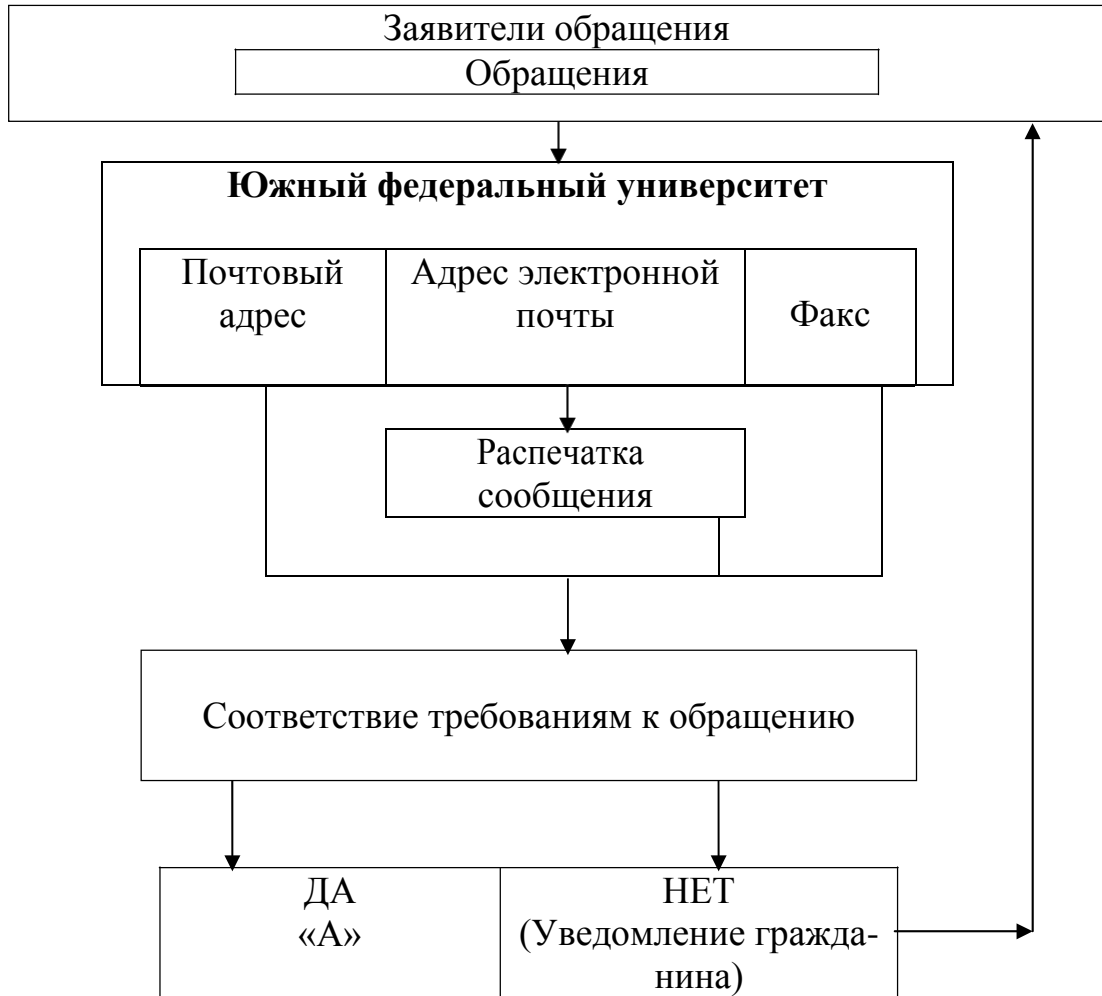 Заявители обращения
Обращения
Южный федеральный университет
Почтовый
адрес
Адрес электронной
почты
Факс
Распечатка
сообщения
Соответствие требованиям к обращению
ДА
«А»
НЕТ
(Уведомление гражда-
нина)